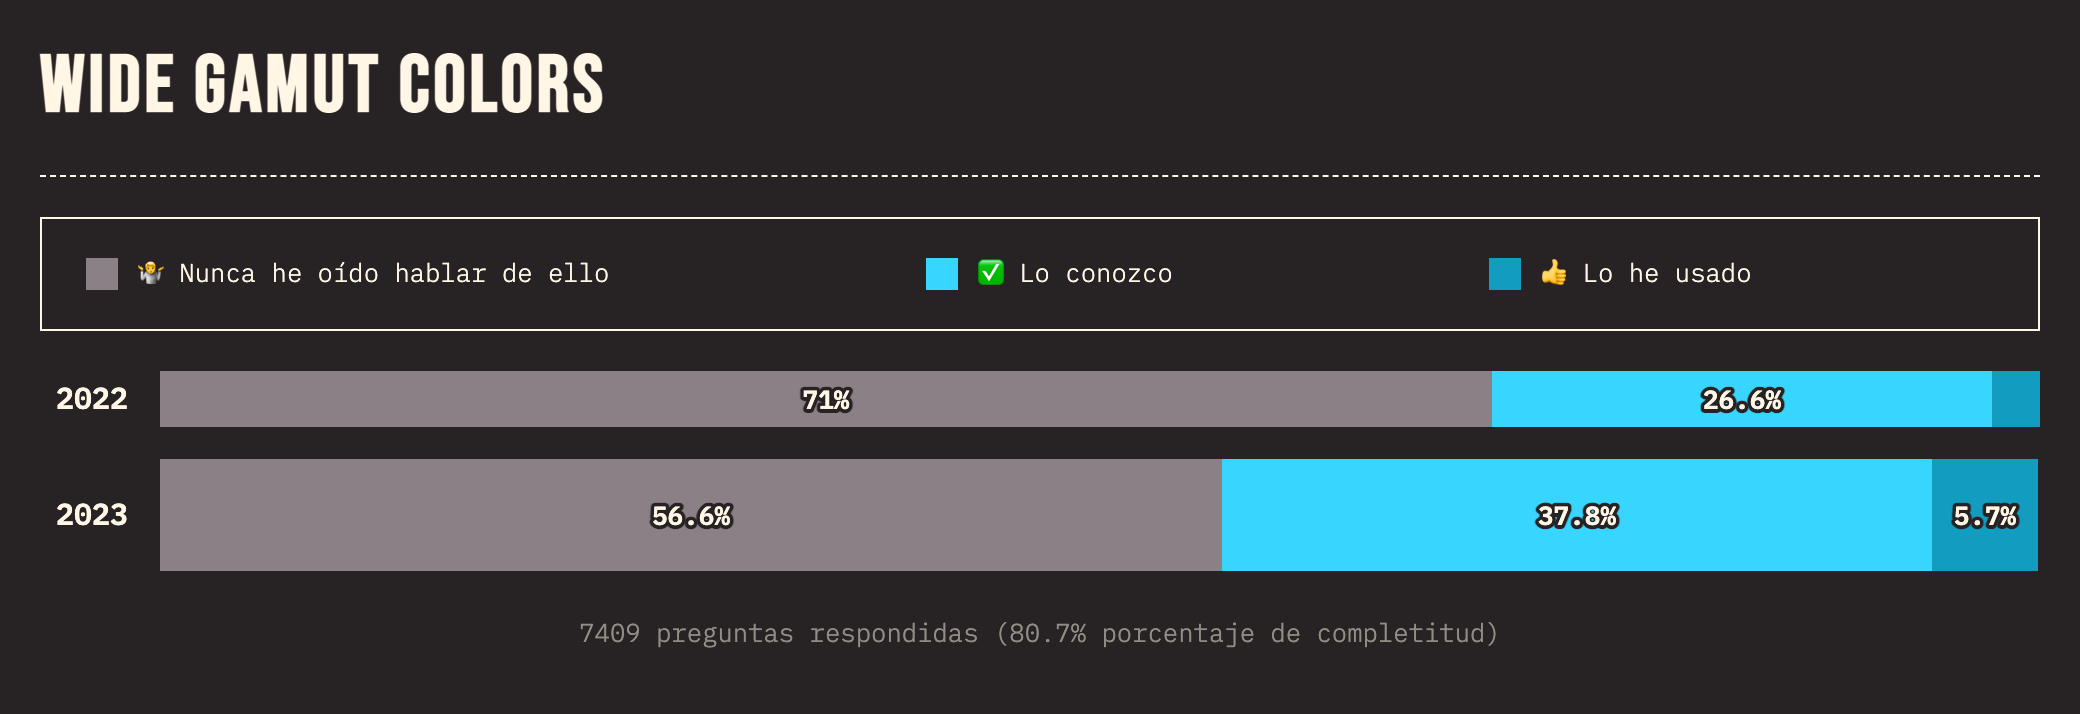 WIDE GAMUT COLORS
🤷 Nunca he oído hablar de ello ✅ Lo conozco 👍 Lo he usado
2022 71% 26.6%
2023 56.6% 37.8% 5.7%
7409 preguntas respondidas (80.7% porcentaje de completitud)